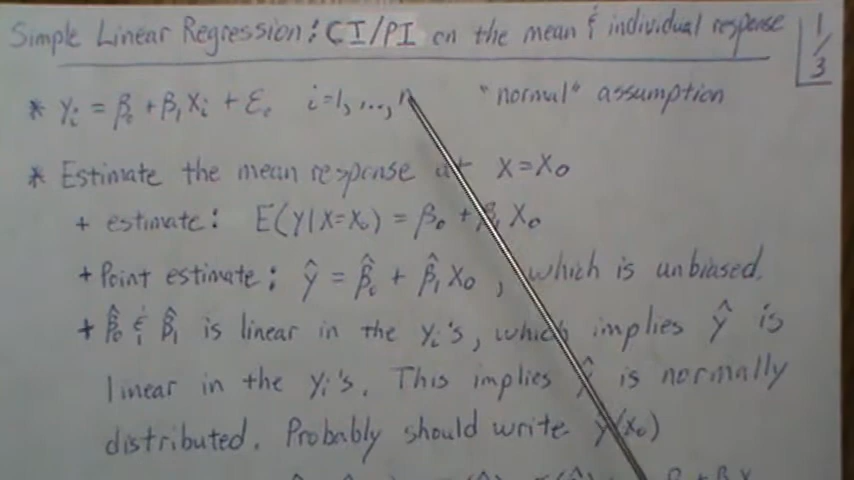 Simple Linear Regression: CI/PI on the mean & individual response
1/3
* Yi = β0 + β1Xi + εi i=1, ..., n "normal" assumption
* Estimate the mean response at X=X0
+ estimate: E(Y|X=X0) = β0 + β1X0
+ Point estimate: ŷ = β̂0 + β̂1X0, which is unbiased.
+ β̂0 & β̂1 is linear in the Yi's, which implies ŷ is
linear in the Yi's. This implies ŷ is normally
distributed. Probably should write ŷ(X0)